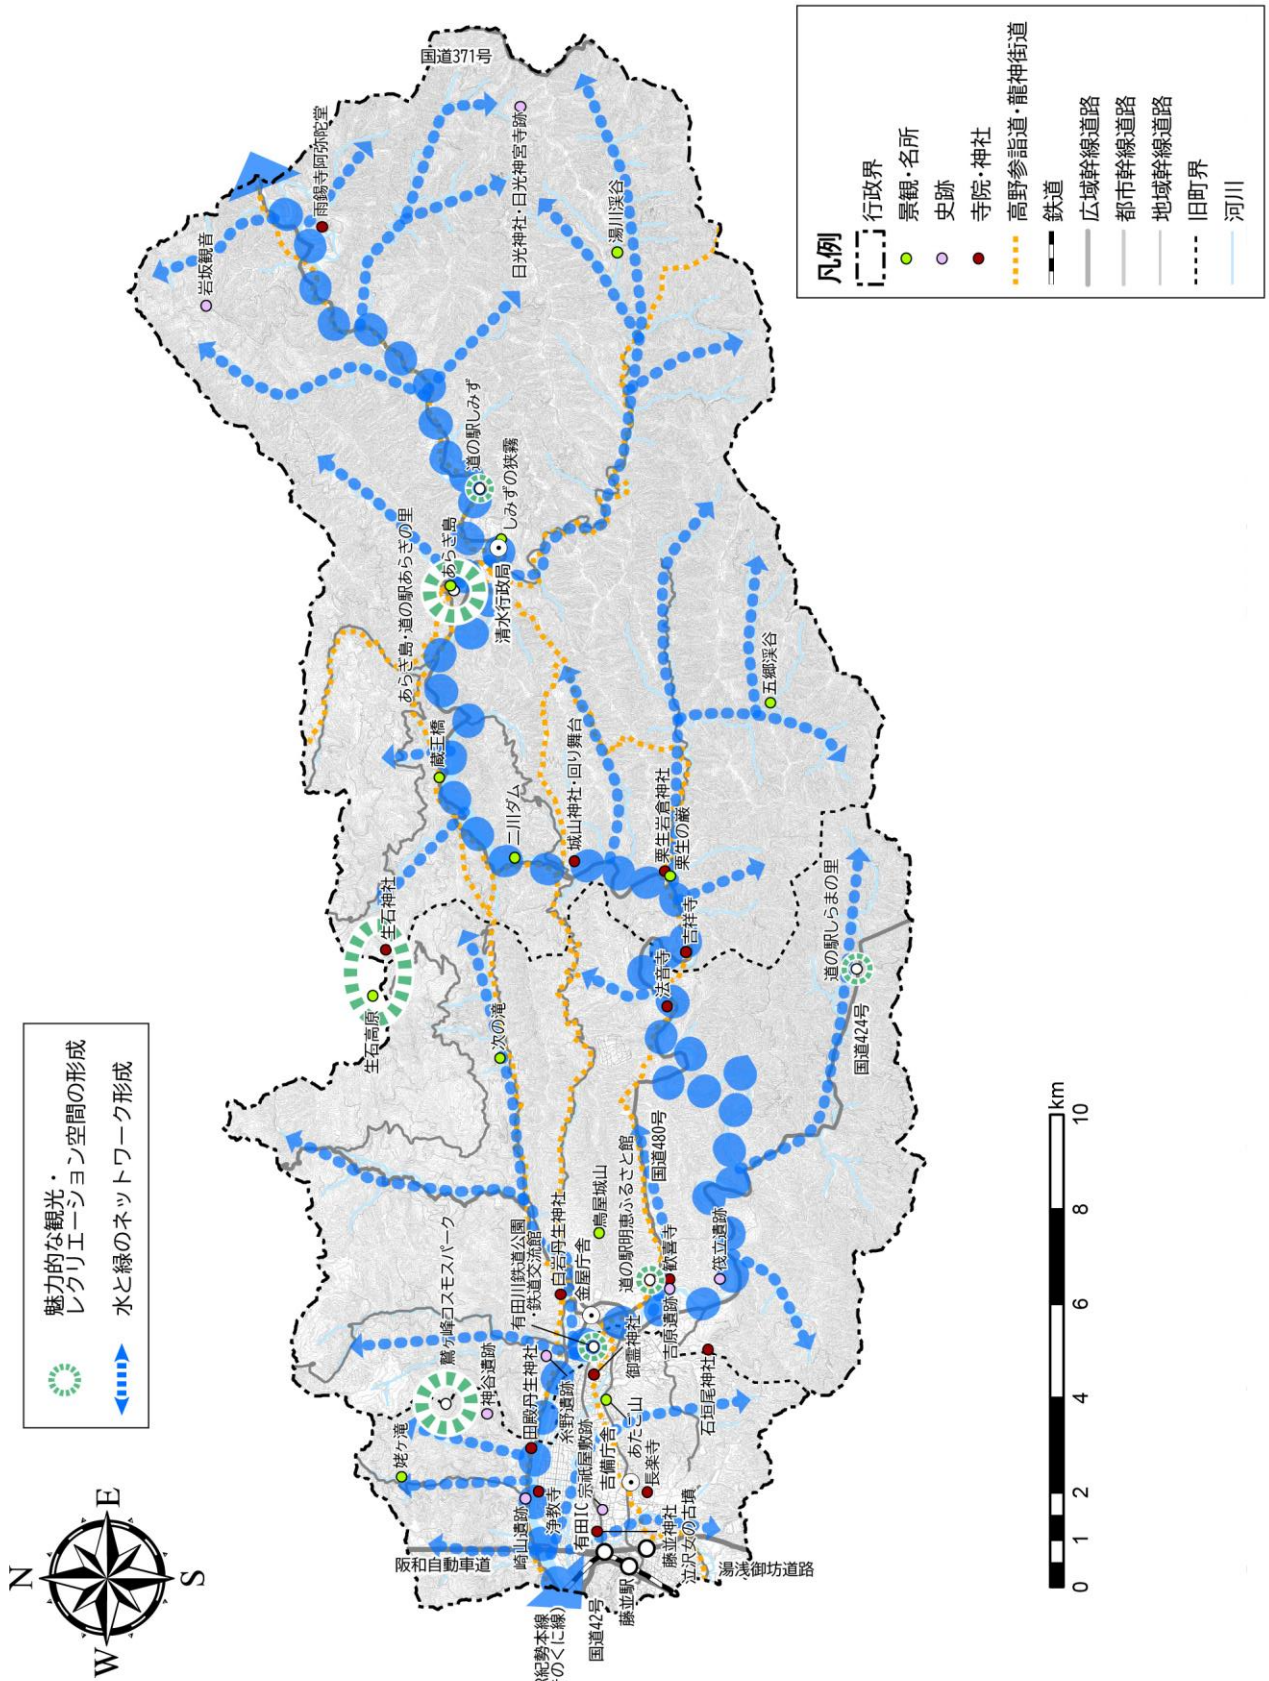 N
E
S
W
魅力的な観光・
レクリエーション空間の形成
水と緑のネットワーク形成
国道371号
雨錫寺阿弥陀堂
岩坂観音
日光神社・日光神宮寺跡
湯川渓谷
道の駅しみず
しみずの狭霧
あらぎ島・道の駅あらぎの里
あらぎ島
清水行政局
五郷渓谷
蔵王橋
二川ダム
城山神社・回り舞台
粟生岩倉神社
粟生の巌
生石神社
生石高原
吉祥寺
法音寺
道の駅しらまの里
国道424号
次の滝
国道480号
道の駅明恵ふるさと館
鳥屋城山
白岩丹生神社
金屋庁舎
有田川鉄道公園
・鉄道交流館
歓喜寺
吉原遺跡
筏立遺跡
御霊神社
石垣尾神社
鷲ヶ峰コスモスパーク
神谷遺跡
田殿丹生神社
糸野遺跡
姥ヶ滝
宗祇屋敷跡
吉備庁舎
あたご山
長楽寺
崎山遺跡
浄教寺
有田IC
藤並神社
泣沢女の古墳
阪和自動車道
湯浅御坊道路
藤並駅
国道42号
紀勢本線
のくに線)
0
1
2
4
6
8
10
km
凡例
行政界
景観・名所
史跡
寺院・神社
高野参詣道・龍神街道
鉄道
広域幹線道路
都市幹線道路
地域幹線道路
旧町界
河川